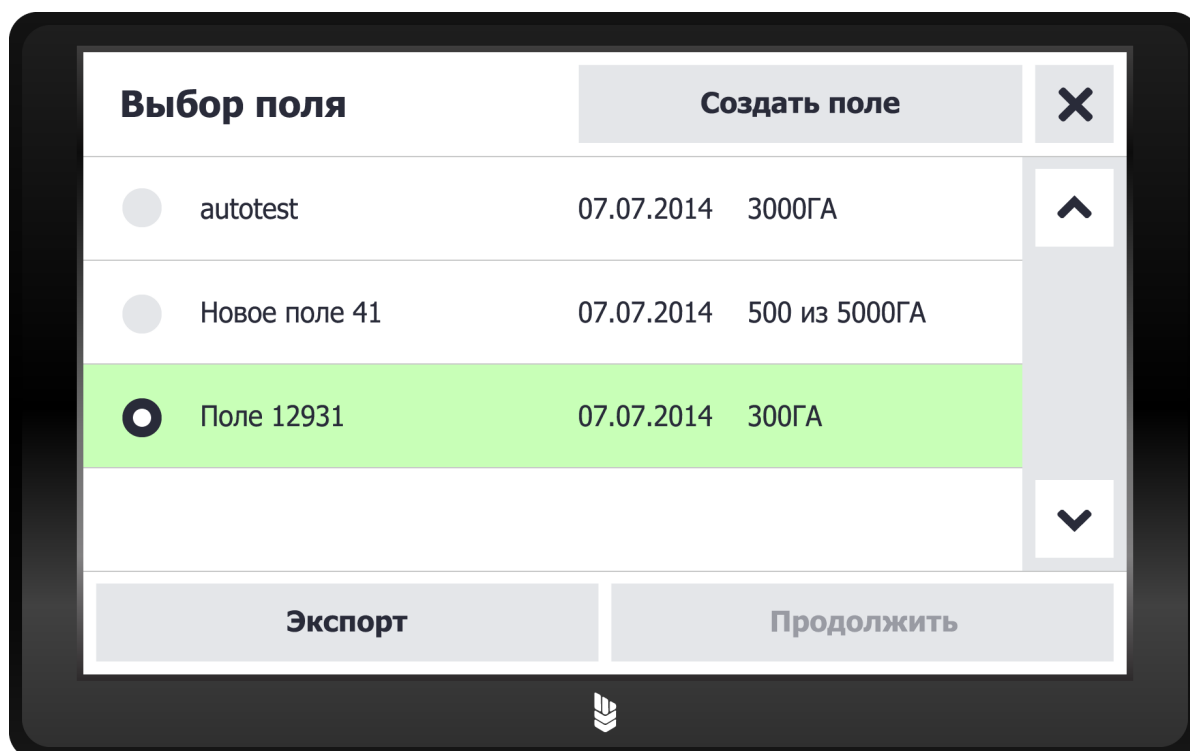 Выбор поля Создать поле
autotest 07.07.2014 3000ГА
Новое поле 41 07.07.2014 500 из 5000ГА
Поле 12931 07.07.2014 300ГА
Экспорт Продолжить